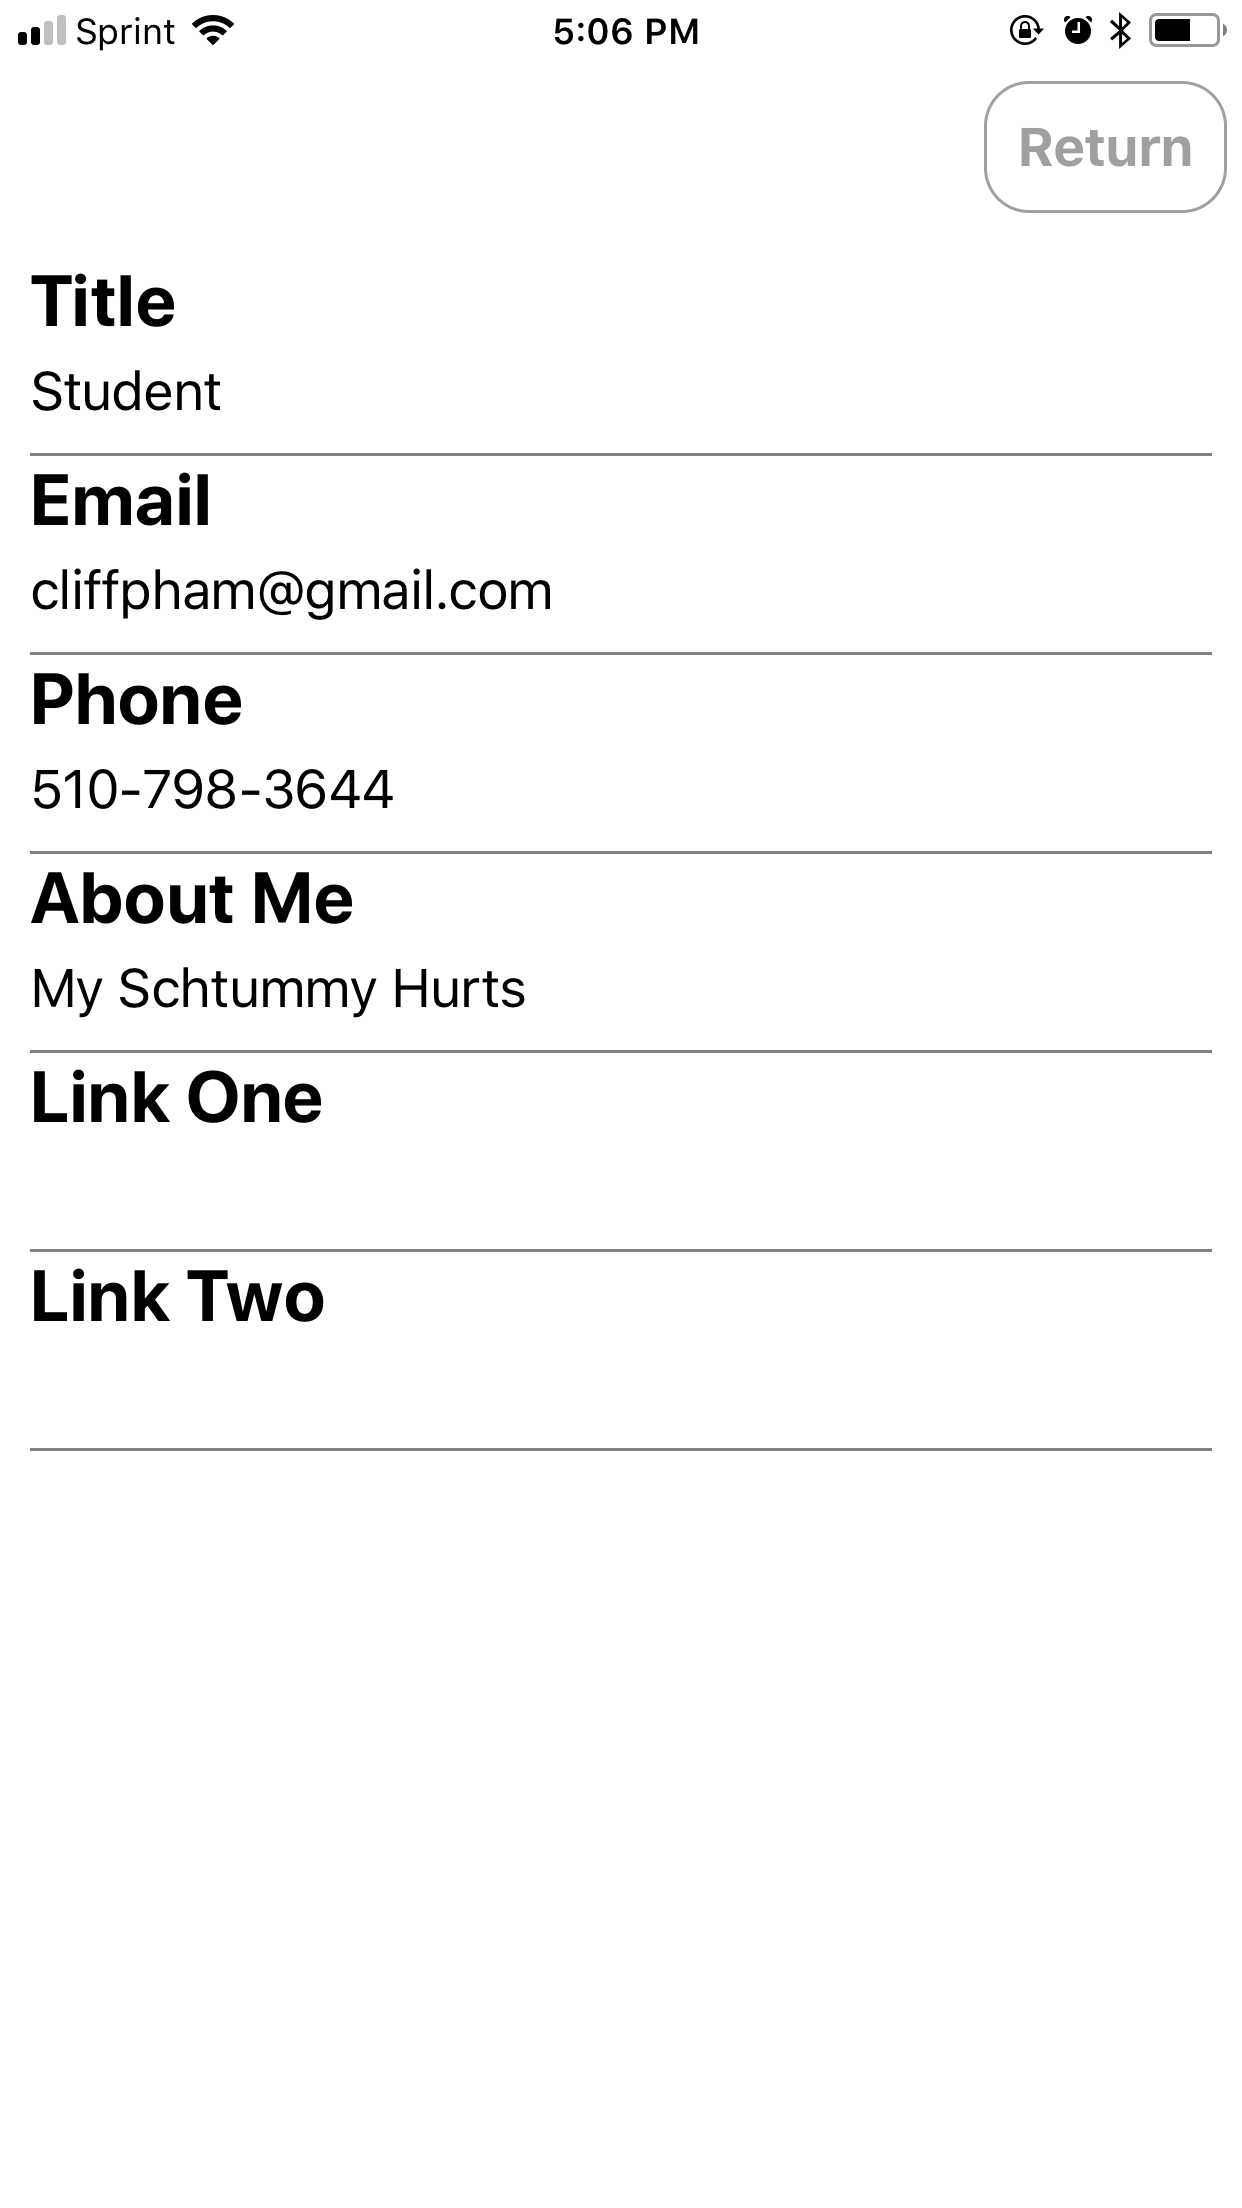 Sprint 5:06 PM
Return
Title
Student
Email
cliffpham@gmail.com
Phone
510-798-3644
About Me
My Schtummy Hurts
Link One
Link Two